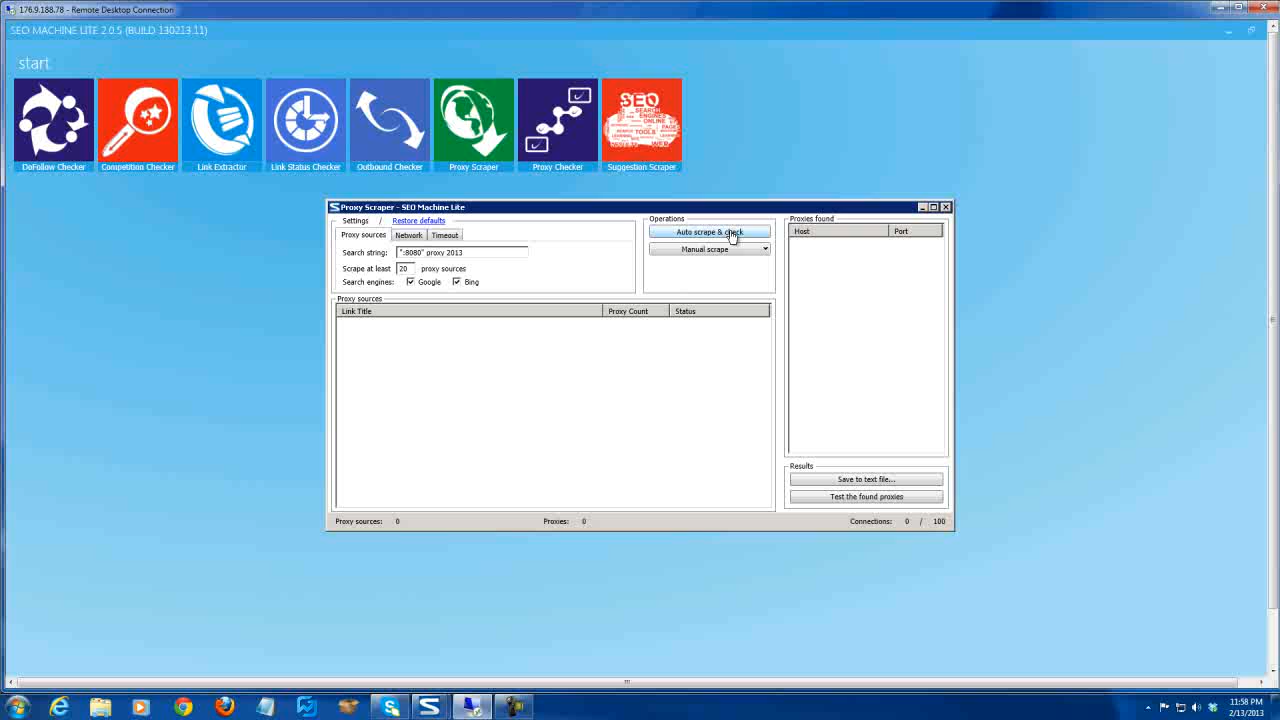 176.9.188.78 - Remote Desktop Connection
SEO MACHINE LITE 2.0.5 (BUILD 130213.11)
start
SEO
SEARCH
ENGINES
ONLINE
TOOLS
WEB
DoFollow Checker Competition Checker Link Extractor Link Status Checker Outbound Checker Proxy Scraper Proxy Checker Suggestion Scraper
Proxy Scraper - SEO Machine Lite
Settings / Restore defaults
Proxy sources Network Timeout
Search string: ":8080" proxy 2013
Scrape at least 20 proxy sources
Search engines: Google Bing
Operations
Auto scrape & check
Manual scrape
Proxies found
Host Port
Proxy sources
Link Title Proxy Count Status
Results
Save to text file...
Test the found proxies
Proxy sources: 0 Proxies: 0 Connections: 0 / 100
11:58 PM
2/13/2013